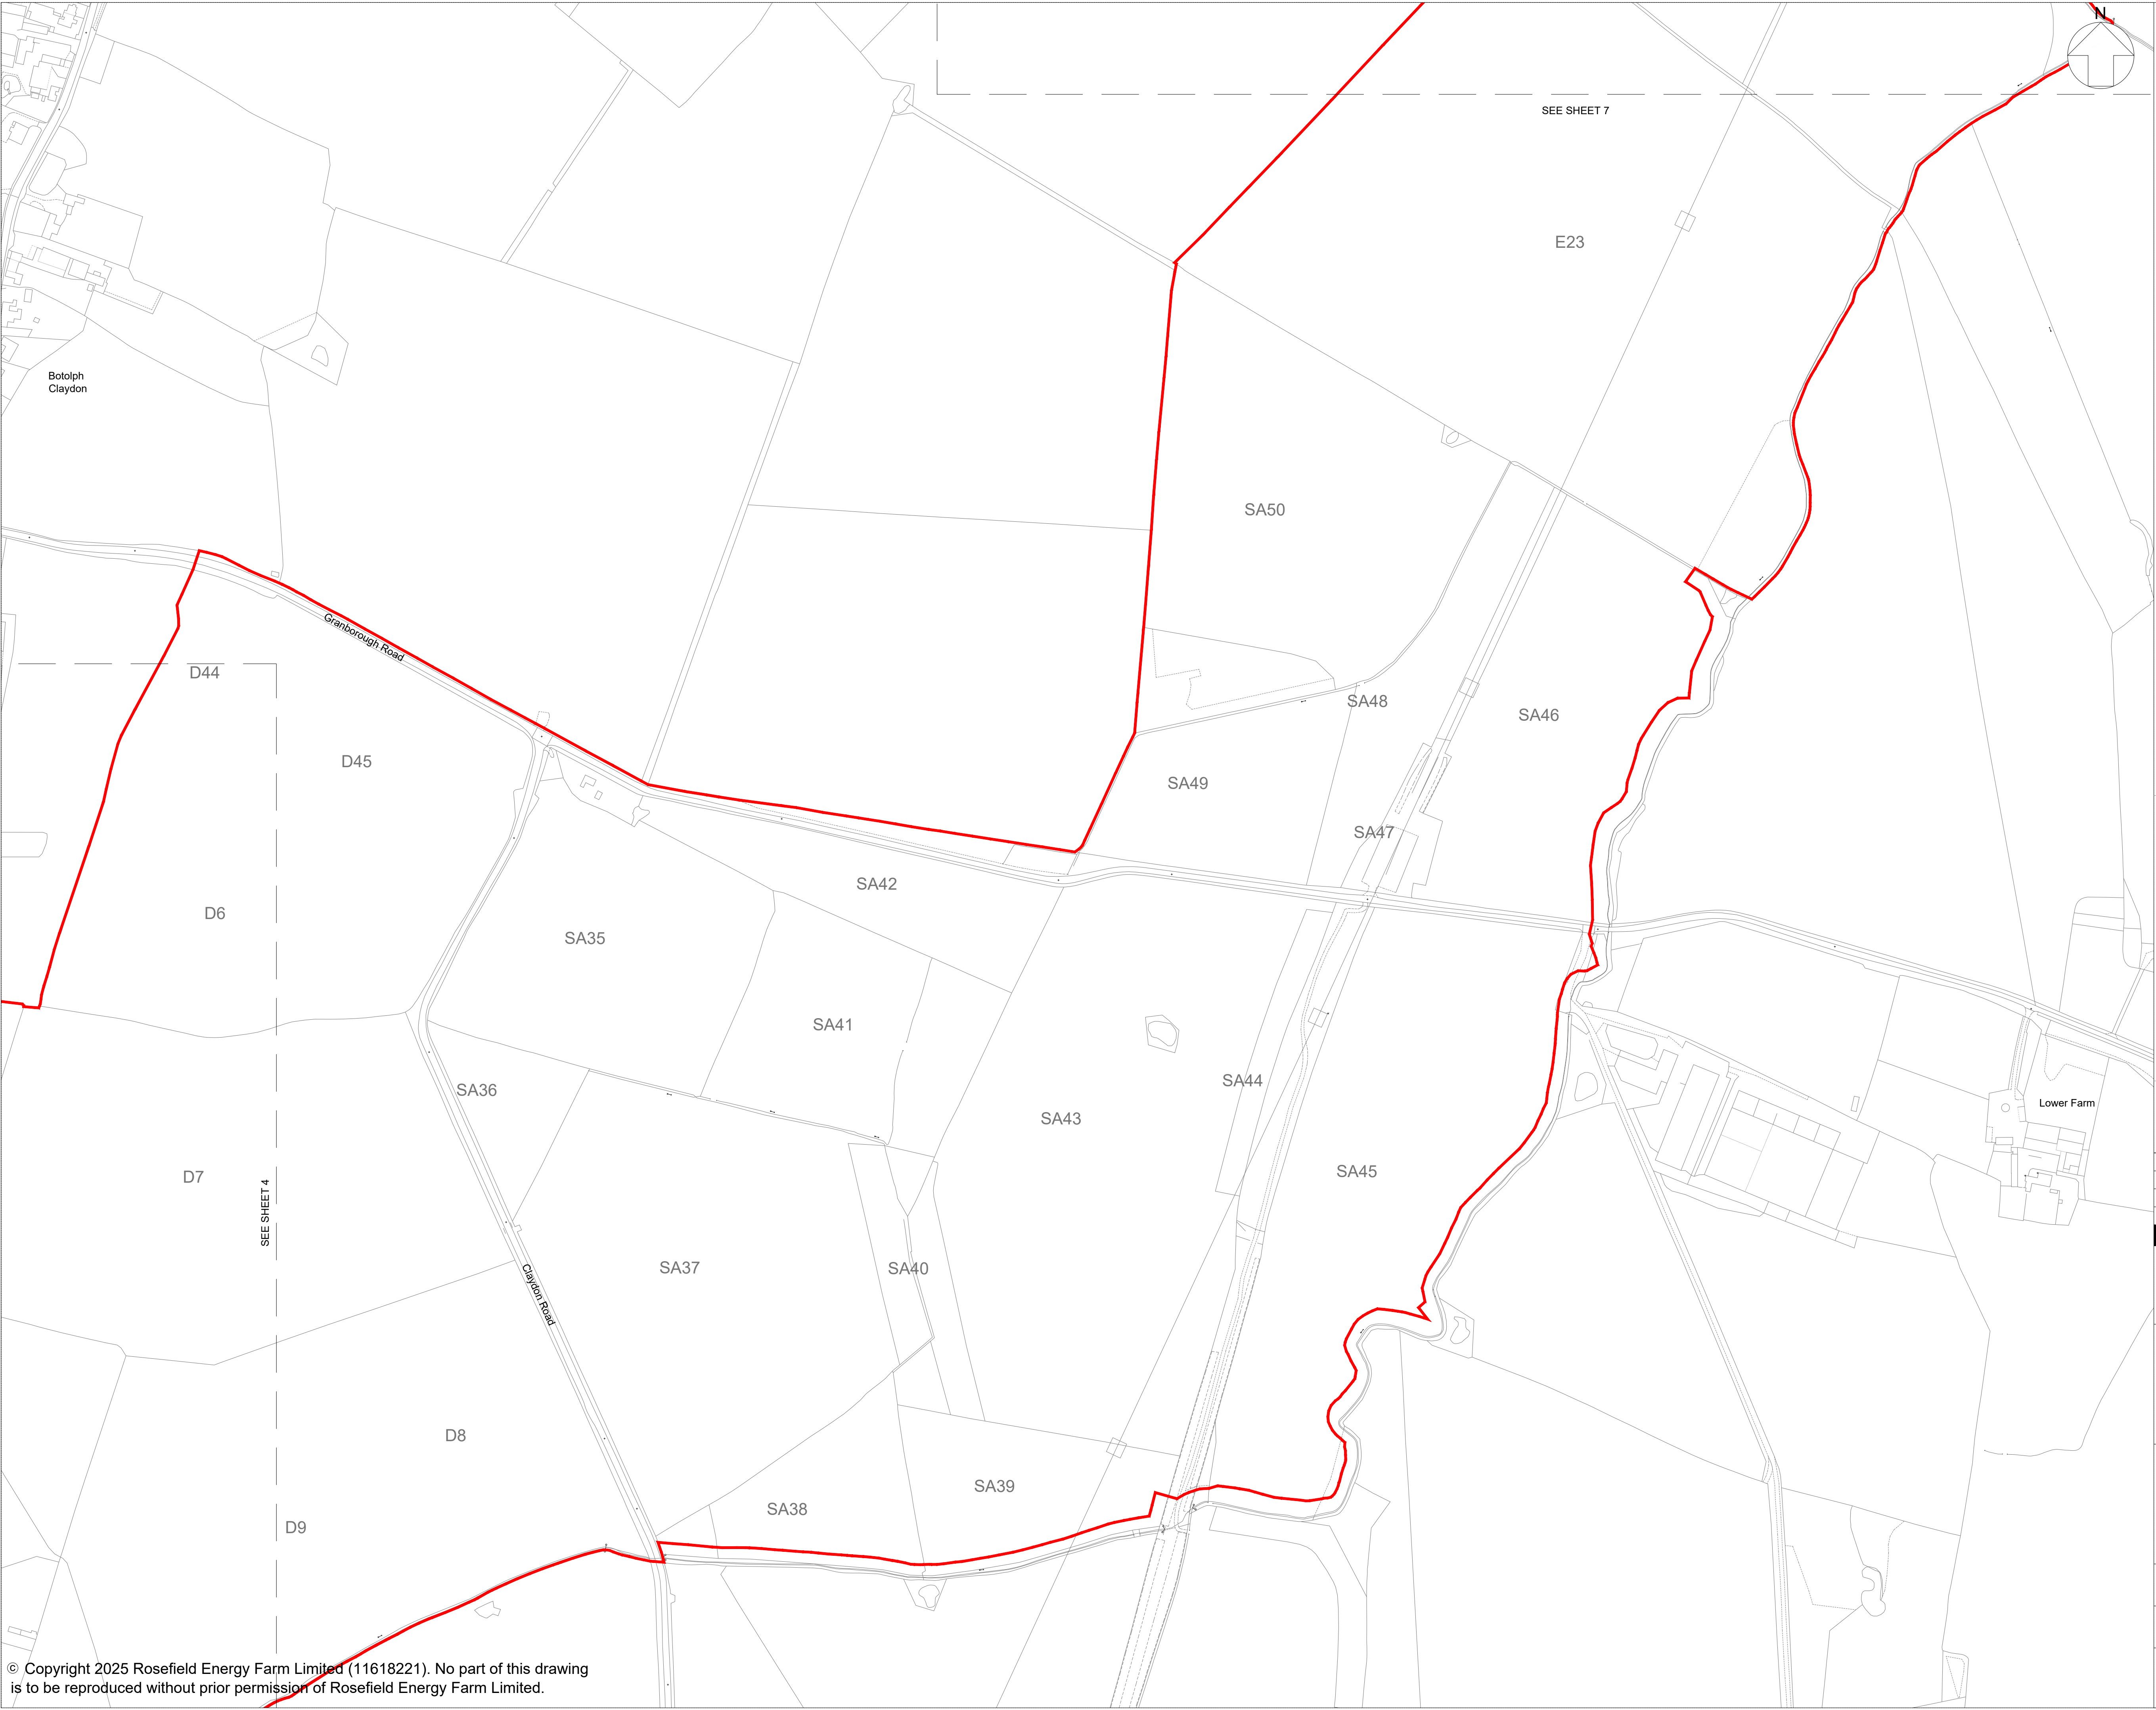 N
SEE SHEET 7
E23
Botolph
Claydon
SA50
Granborough Road
D44
SA48
SA46
D45
SA49
SA47
SA42
D6
SA35
SA41
SA44
SA36
SA43
Lower Farm
SA45
D7
SEE SHEET 4
SA37
SA40
Claydon Road
D8
SA39
SA38
D9
© Copyright 2025 Rosefield Energy Farm Limited (11618221). No part of this drawing
is to be reproduced without prior permission of Rosefield Energy Farm Limited.